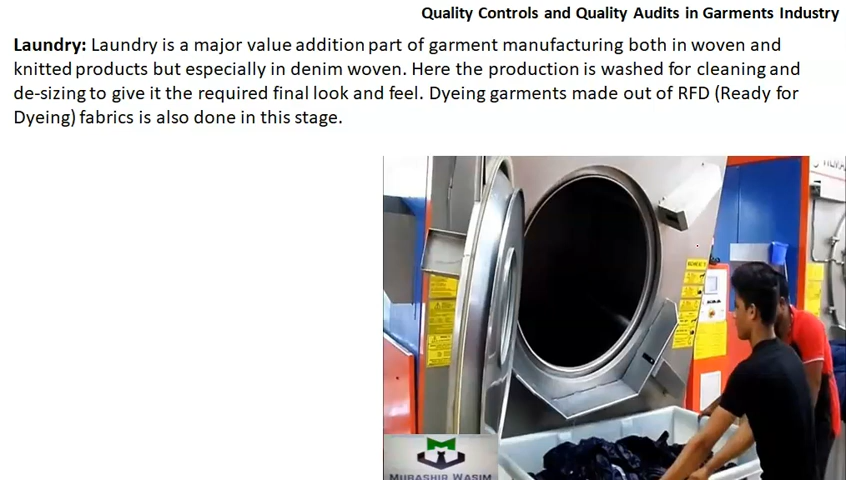 Quality Controls and Quality Audits in Garments Industry
Laundry: Laundry is a major value addition part of garment manufacturing both in woven and
knitted products but especially in denim woven. Here the production is washed for cleaning and
de-sizing to give it the required final look and feel. Dyeing garments made out of RFD (Ready for
Dyeing) fabrics is also done in this stage.
MUBASHIR WASIM